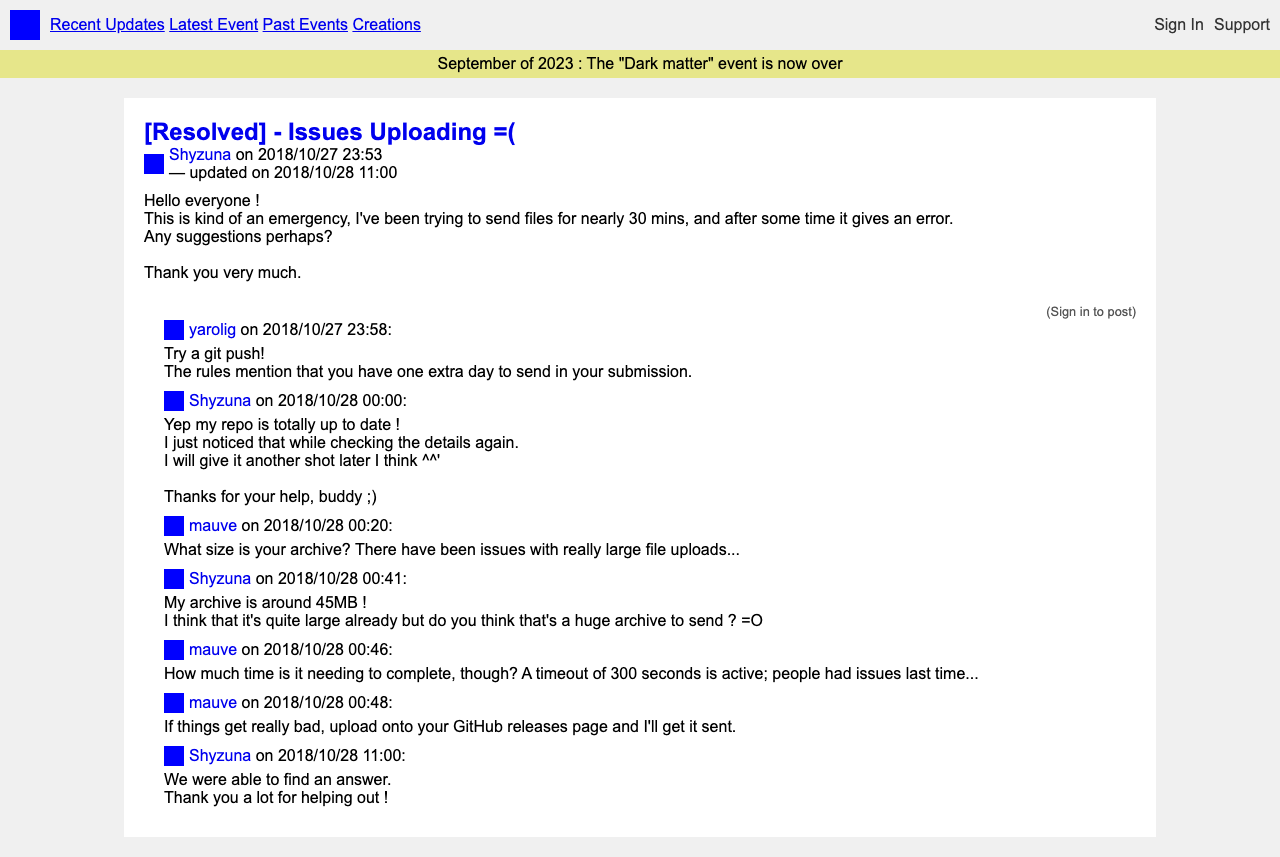 Recent Updates Latest Event Past Events Creations Sign In Support
September of 2023 : The "Dark matter" event is now over
[Resolved] - Issues Uploading =(
Shyzuna on 2018/10/27 23:53
— updated on 2018/10/28 11:00
Hello everyone !
This is kind of an emergency, I've been trying to send files for nearly 30 mins, and after some time it gives an error.
Any suggestions perhaps?
Thank you very much.
(Sign in to post)
yarolig on 2018/10/27 23:58:
Try a git push!
The rules mention that you have one extra day to send in your submission.
Shyzuna on 2018/10/28 00:00:
Yep my repo is totally up to date !
I just noticed that while checking the details again.
I will give it another shot later I think ^^'
Thanks for your help, buddy ;)
mauve on 2018/10/28 00:20:
What size is your archive? There have been issues with really large file uploads...
Shyzuna on 2018/10/28 00:41:
My archive is around 45MB !
I think that it's quite large already but do you think that's a huge archive to send ? =O
mauve on 2018/10/28 00:46:
How much time is it needing to complete, though? A timeout of 300 seconds is active; people had issues last time...
mauve on 2018/10/28 00:48:
If things get really bad, upload onto your GitHub releases page and I'll get it sent.
Shyzuna on 2018/10/28 11:00:
We were able to find an answer.
Thank you a lot for helping out !